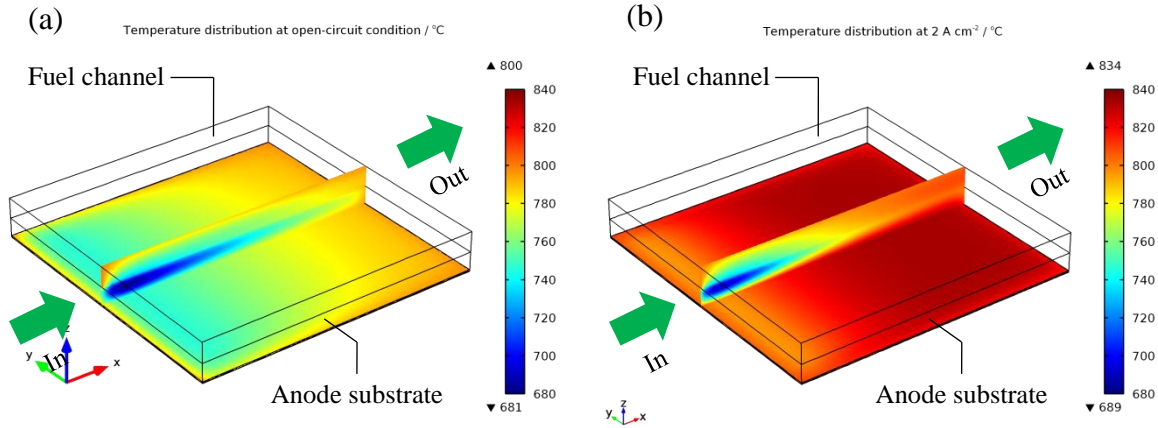 (a)
Temperature distribution at open-circuit condition / °C
Fuel channel
▲ 800
840
820
800
780
760
740
720
700
680
▼ 681
Out
In
z
y
x
Anode substrate
(b)
Temperature distribution at 2 A cm⁻² / °C
Fuel channel
▲ 834
840
820
800
780
760
740
720
700
680
▼ 689
Out
In
z
y
x
Anode substrate